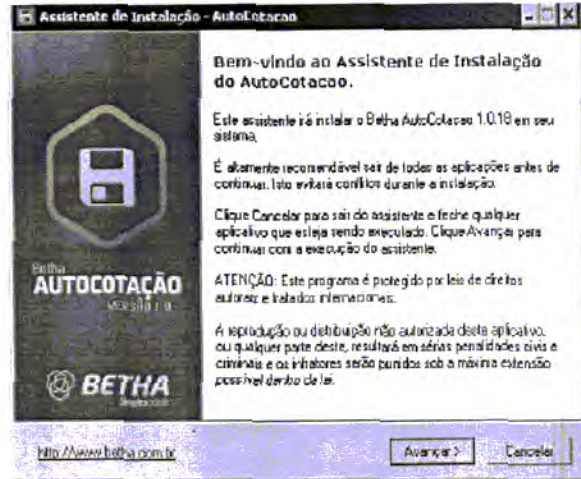 Assistente de Instalação - AutoCotacao
Bem-vindo ao Assistente de Instalação
do AutoCotacao.
Este assistente irá instalar o Betha AutoCotacao 1.0.18 em seu
sistema.
É altamente recomendável sair de todas as aplicações antes de
continuar. Isto evitará conflitos durante a instalação.
Clique Cancelar para sair do assistente e feche qualquer
aplicativo que esteja sendo executado. Clique Avançar para
continuar com a execução do assistente.
ATENÇÃO: Este programa é protegido por leis de direitos
autorais e tratados internacionais.
A reprodução ou distribuição não autorizada deste aplicativo,
ou qualquer parte deste, resultará em sérias penalidades civis e
criminais e os infratores serão punidos sob a máxima extensão
possível dentro da lei.
Betha
AUTOCOTAÇÃO
VERSÃO 1.0
BETHA
http://www.betha.com.br
Avançar >
Cancelar